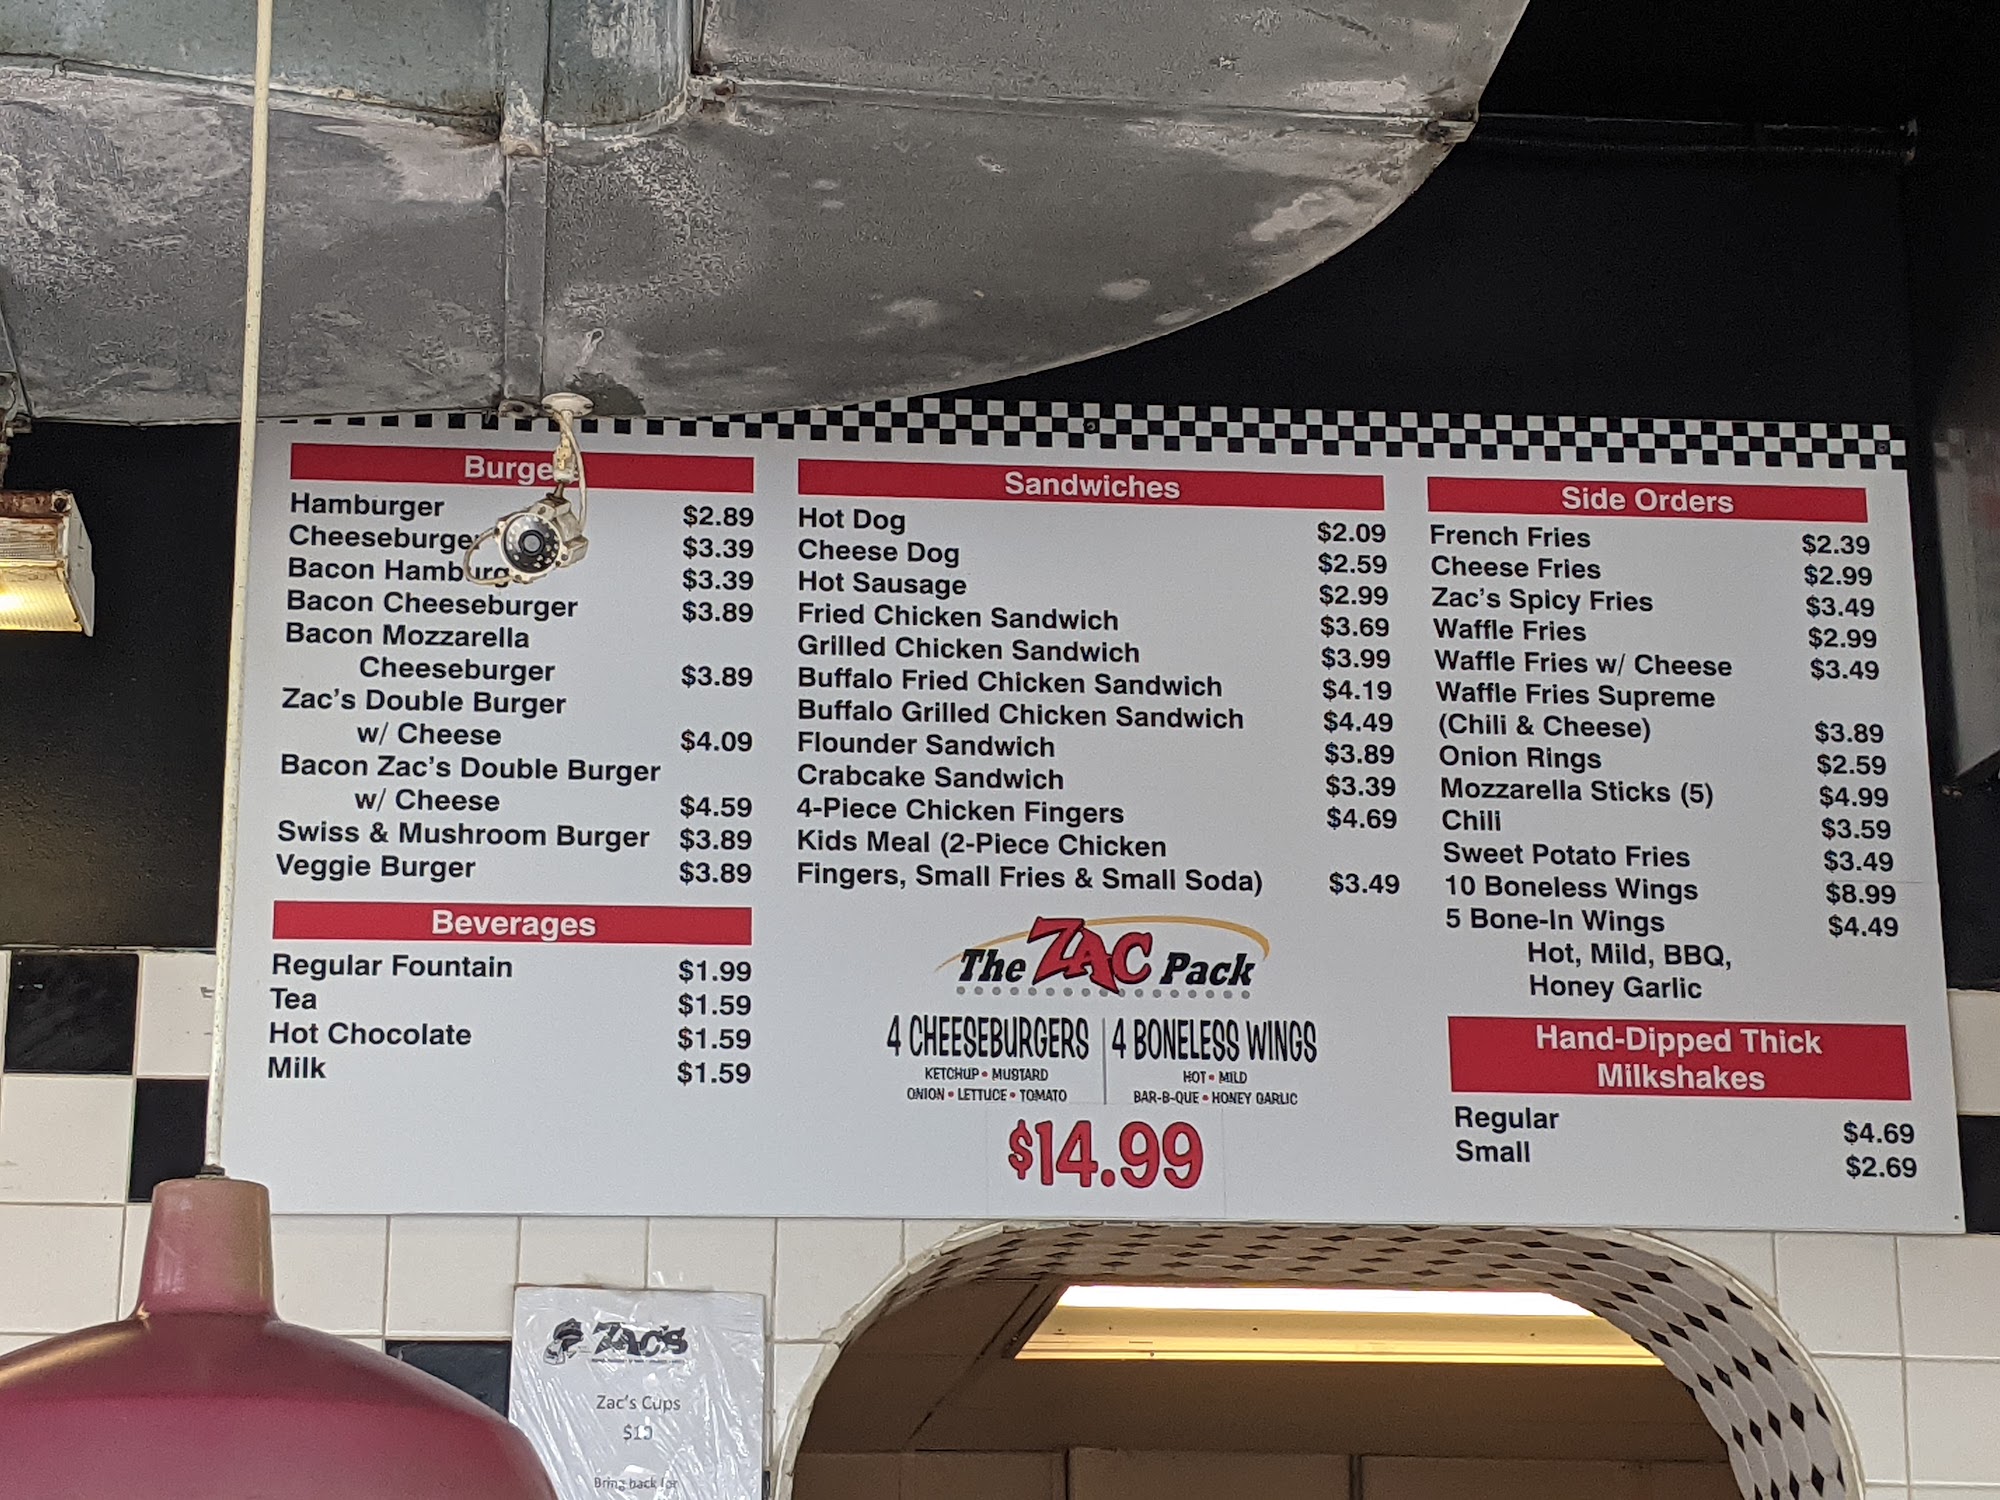 Burge
Hamburger $2.89
Cheeseburge $3.39
Bacon Hamburg $3.39
Bacon Cheeseburger $3.89
Bacon Mozzarella
Cheeseburger $3.89
Zac's Double Burger
w/ Cheese $4.09
Bacon Zac's Double Burger
w/ Cheese $4.59
Swiss & Mushroom Burger $3.89
Veggie Burger $3.89
Beverages
Regular Fountain $1.99
Tea $1.59
Hot Chocolate $1.59
Milk $1.59
Sandwiches
Hot Dog $2.09
Cheese Dog $2.59
Hot Sausage $2.99
Fried Chicken Sandwich $3.69
Grilled Chicken Sandwich $3.99
Buffalo Fried Chicken Sandwich $4.19
Buffalo Grilled Chicken Sandwich $4.49
Flounder Sandwich $3.89
Crabcake Sandwich $3.39
4-Piece Chicken Fingers $4.69
Kids Meal (2-Piece Chicken
Fingers, Small Fries & Small Soda) $3.49
The ZAC Pack
4 CHEESEBURGERS
KETCHUP • MUSTARD
ONION • LETTUCE • TOMATO
4 BONELESS WINGS
HOT • MILD
BAR-B-QUE • HONEY GARLIC
$14.99
Side Orders
French Fries $2.39
Cheese Fries $2.99
Zac's Spicy Fries $3.49
Waffle Fries $2.99
Waffle Fries w/ Cheese $3.49
Waffle Fries Supreme
(Chili & Cheese) $3.89
Onion Rings $2.59
Mozzarella Sticks (5) $4.99
Chili $3.59
Sweet Potato Fries $3.49
10 Boneless Wings $8.99
5 Bone-In Wings $4.49
Hot, Mild, BBQ,
Honey Garlic
Hand-Dipped Thick
Milkshakes
Regular $4.69
Small $2.69
ZAC'S
Zac's Cups
$10
Bring back for